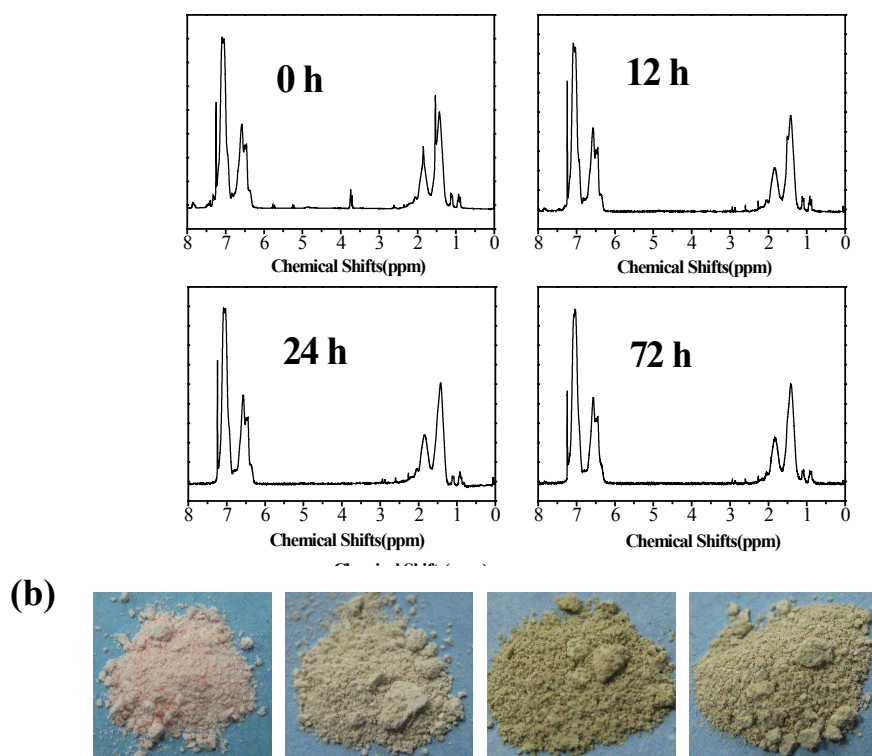 0 h
8 7 6 5 4 3 2 1 0
Chemical Shifts(ppm)
12 h
8 7 6 5 4 3 2 1 0
Chemical Shifts(ppm)
24 h
8 7 6 5 4 3 2 1 0
Chemical Shifts(ppm)
72 h
8 7 6 5 4 3 2 1 0
Chemical Shifts(ppm)
(b)